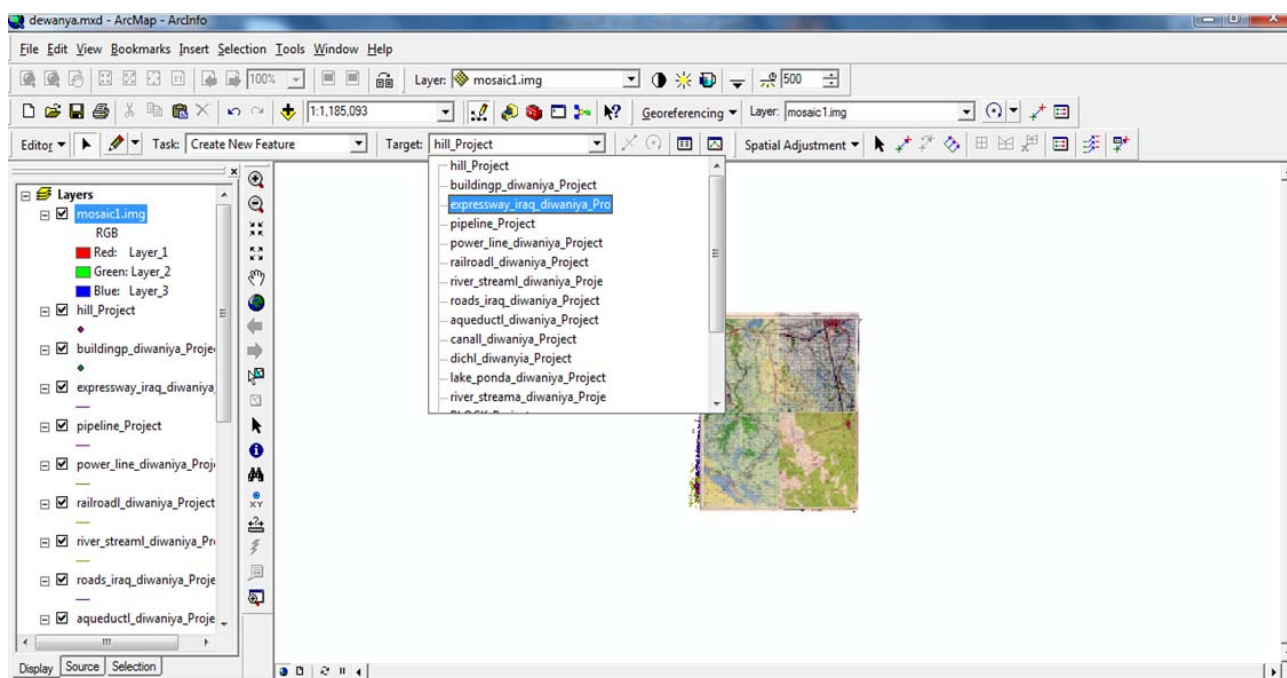 dewanya.mxd - ArcMap - ArcInfo
File Edit View Bookmarks Insert Selection Tools Window Help
100% Layer: mosaic1.img 500
1:1,185,093 Georeferencing Layer: mosaic1.img
Editor Task: Create New Feature Target: hill_Project Spatial Adjustment
hill_Project
buildingp_diwaniya_Project
expressway_iraq_diwaniya_Pro
pipeline_Project
power_line_diwaniya_Project
railroadl_diwaniya_Project
river_streaml_diwaniya_Proje
roads_iraq_diwaniya_Project
aqueductl_diwaniya_Project
canall_diwaniya_Project
dichl_diwanyia_Project
lake_ponda_diwaniya_Project
river_streama_diwaniya_Proje
Layers
mosaic1.img
RGB
Red: Layer_1
Green: Layer_2
Blue: Layer_3
hill_Project
buildingp_diwaniya_Proje
expressway_iraq_diwaniya_
pipeline_Project
power_line_diwaniya_Proj
railroadl_diwaniya_Project
river_streaml_diwaniya_Pr
roads_iraq_diwaniya_Proje
aqueductl_diwaniya_Proje
XY
Display Source Selection